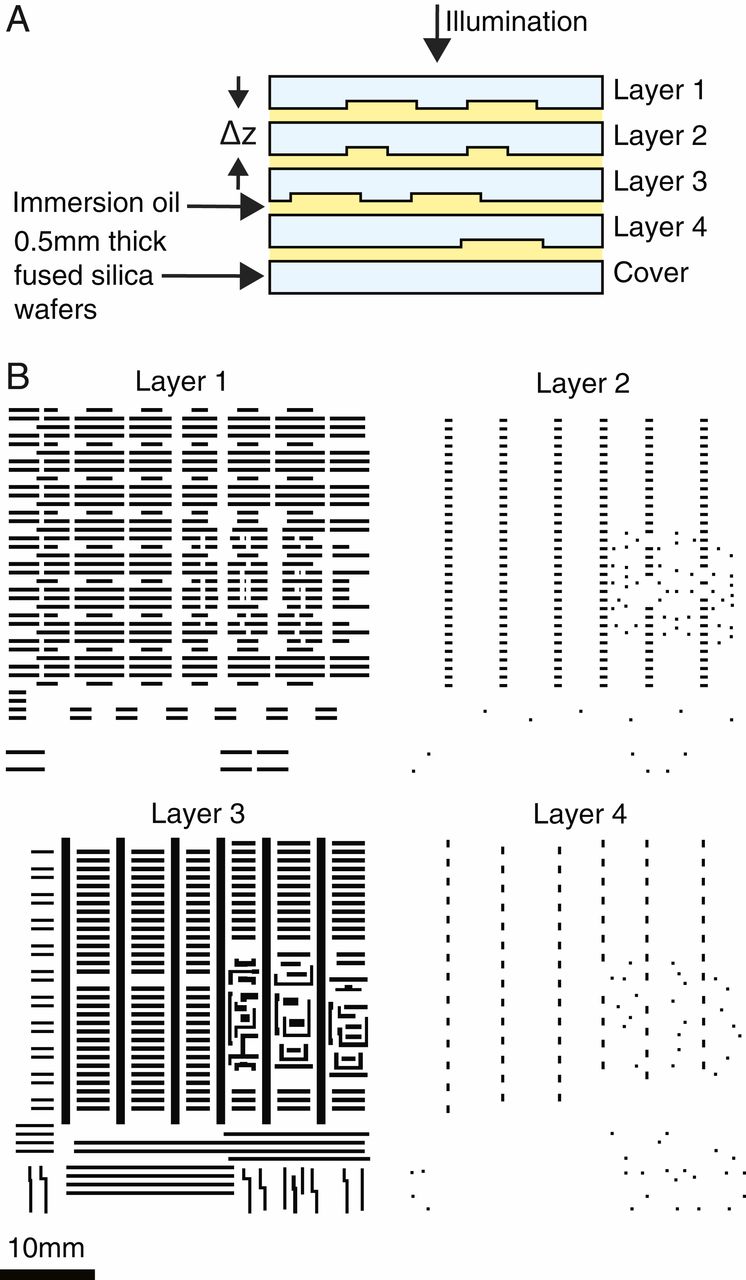 A
Illumination
Layer 1
Δz
Layer 2
Layer 3
Immersion oil
Layer 4
0.5mm thick
fused silica
wafers
Cover
B
Layer 1
Layer 2
Layer 3
Layer 4
10mm